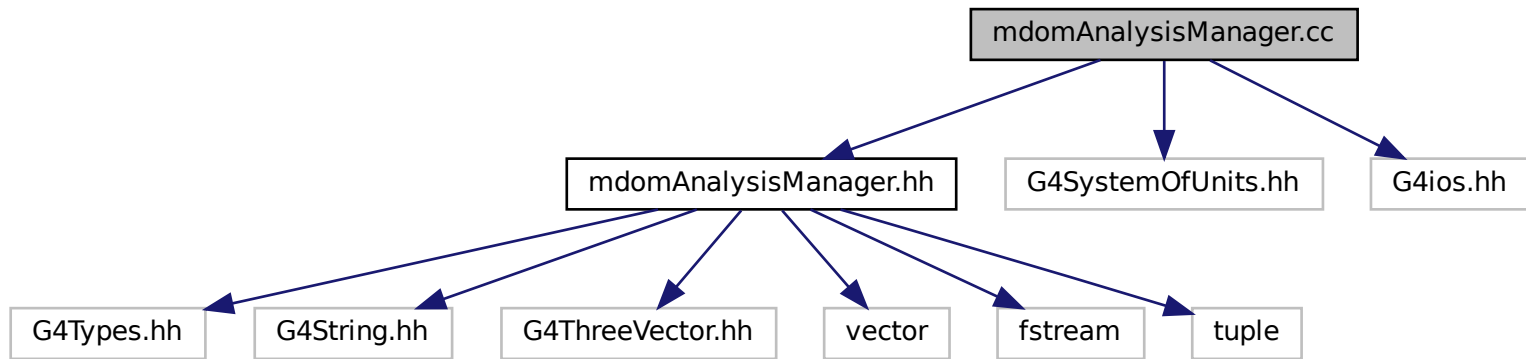 mdomAnalysisManager.cc
mdomAnalysisManager.hh
G4SystemOfUnits.hh
G4ios.hh
G4Types.hh
G4String.hh
G4ThreeVector.hh
vector
fstream
tuple